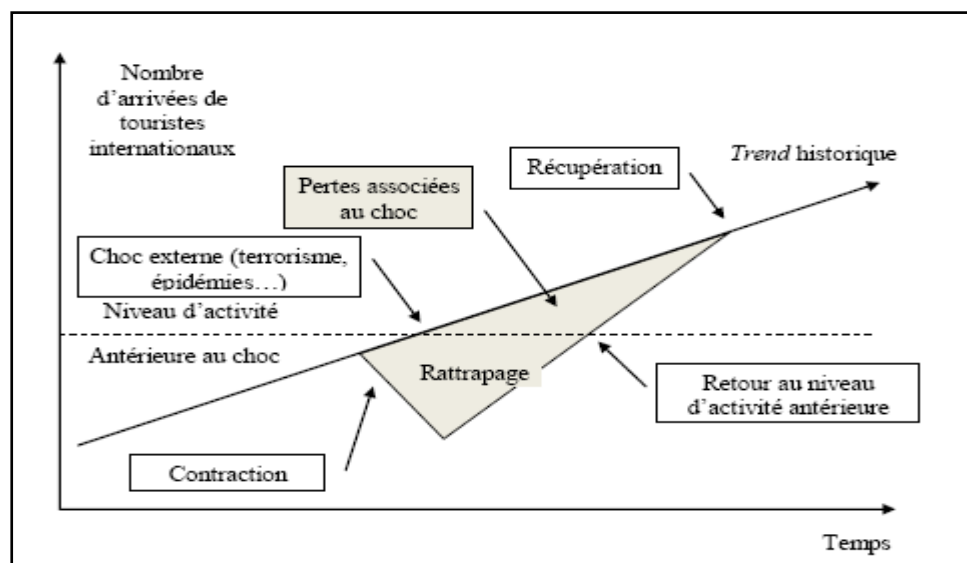 Nombre
d'arrivées de
touristes
internationaux
Récupération
Trend historique
Pertes associées
au choc
Choc externe (terrorisme,
épidémies…)
Niveau d'activité
Antérieure au choc
Rattrapage
Retour au niveau
d'activité antérieure
Contraction
Temps